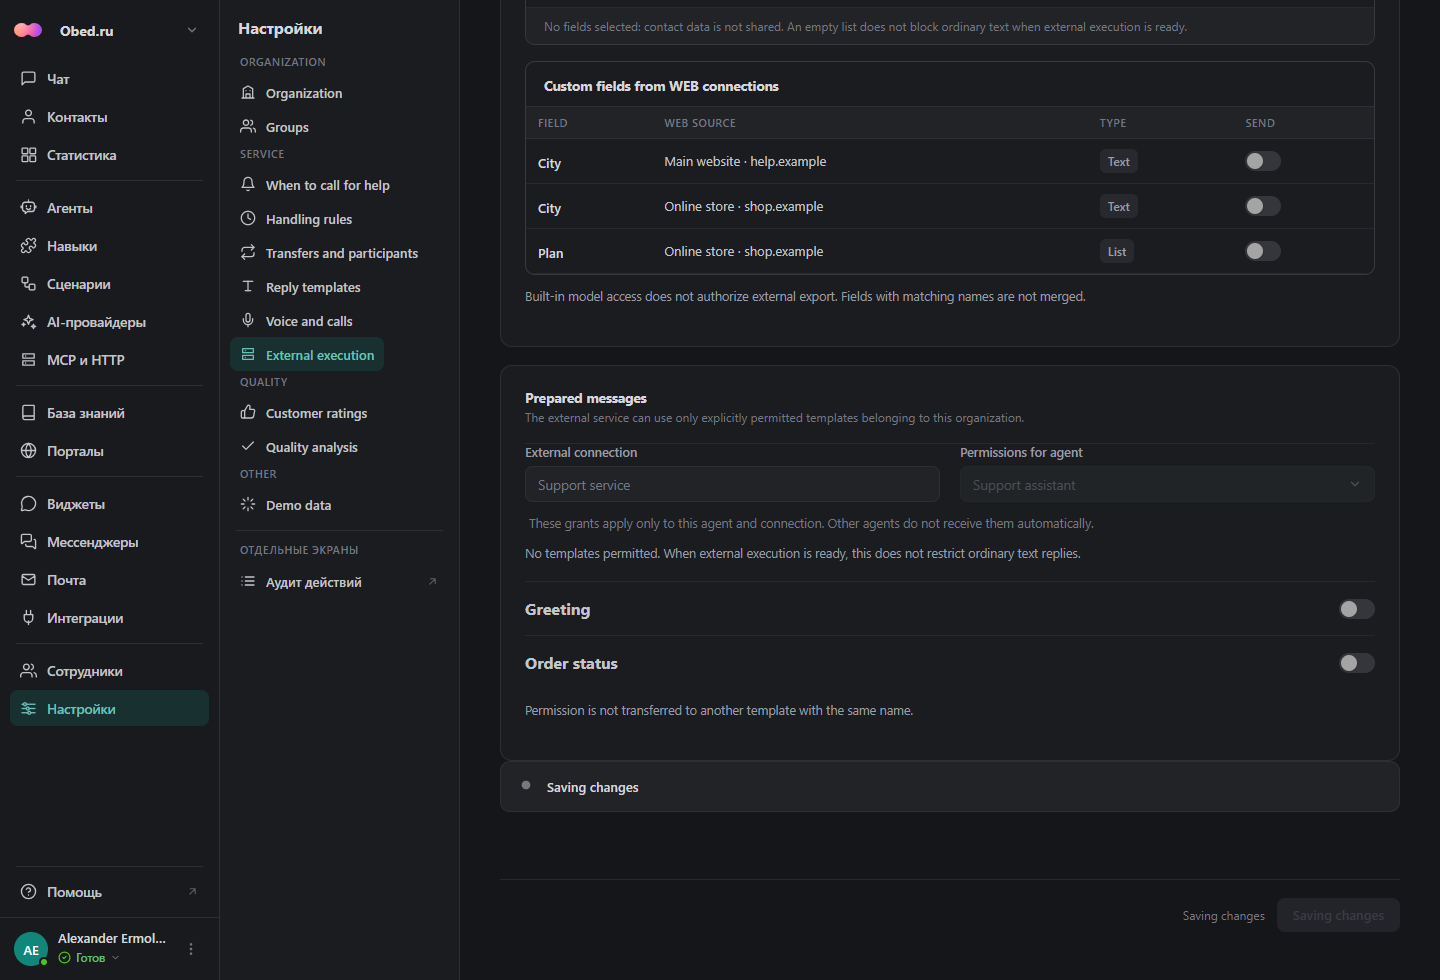 Obed.ru
Чат
Контакты
Статистика
Агенты
Навыки
Сценарии
AI-провайдеры
MCP и HTTP
База знаний
Порталы
Виджеты
Мессенджеры
Почта
Интеграции
Сотрудники
Настройки
Помощь
AE
Alexander Ermol...
Готов
Настройки
ORGANIZATION
Organization
Groups
SERVICE
When to call for help
Handling rules
Transfers and participants
Reply templates
Voice and calls
External execution
QUALITY
Customer ratings
Quality analysis
OTHER
Demo data
ОТДЕЛЬНЫЕ ЭКРАНЫ
Аудит действий
No fields selected: contact data is not shared. An empty list does not block ordinary text when external execution is ready.
Custom fields from WEB connections
FIELD WEB SOURCE TYPE SEND
City Main website · help.example Text
City Online store · shop.example Text
Plan Online store · shop.example List
Built-in model access does not authorize external export. Fields with matching names are not merged.
Prepared messages
The external service can use only explicitly permitted templates belonging to this organization.
External connection Permissions for agent
Support service Support assistant
These grants apply only to this agent and connection. Other agents do not receive them automatically.
No templates permitted. When external execution is ready, this does not restrict ordinary text replies.
Greeting
Order status
Permission is not transferred to another template with the same name.
Saving changes
Saving changes Saving changes